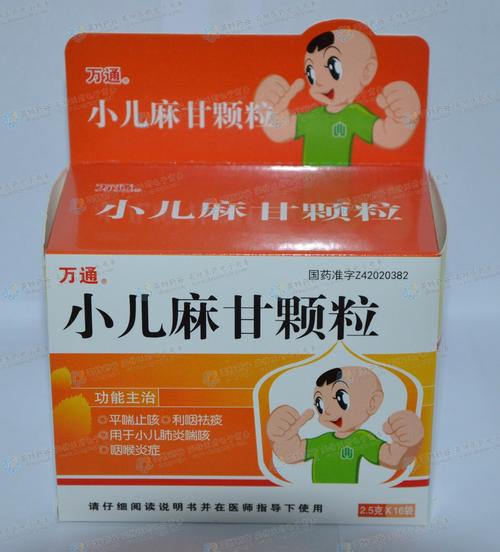 万通®
小儿麻甘颗粒
万通®
小儿麻甘颗粒
万通®
国药准字Z42020382
小儿麻甘颗粒
功能主治
○平喘止咳○利咽祛痰
○用于小儿肺炎喘咳
○咽喉炎症
请仔细阅读说明书并在医师指导下使用
2.5克×16袋